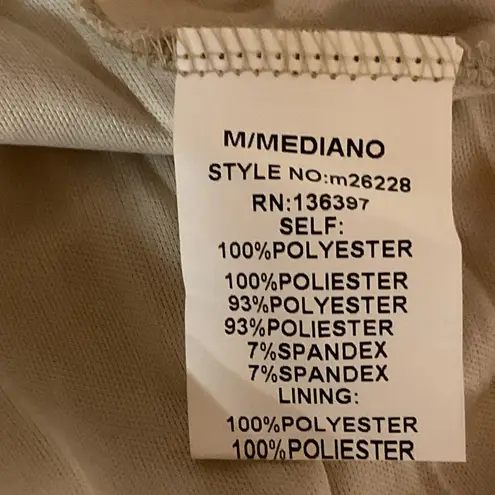 M/MEDIANO
STYLE NO:m26228
RN:136397
SELF:
100%POLYESTER
100%POLIESTER
93%POLYESTER
93%POLIESTER
7%SPANDEX
7%SPANDEX
LINING:
100%POLYESTER
100%POLIESTER